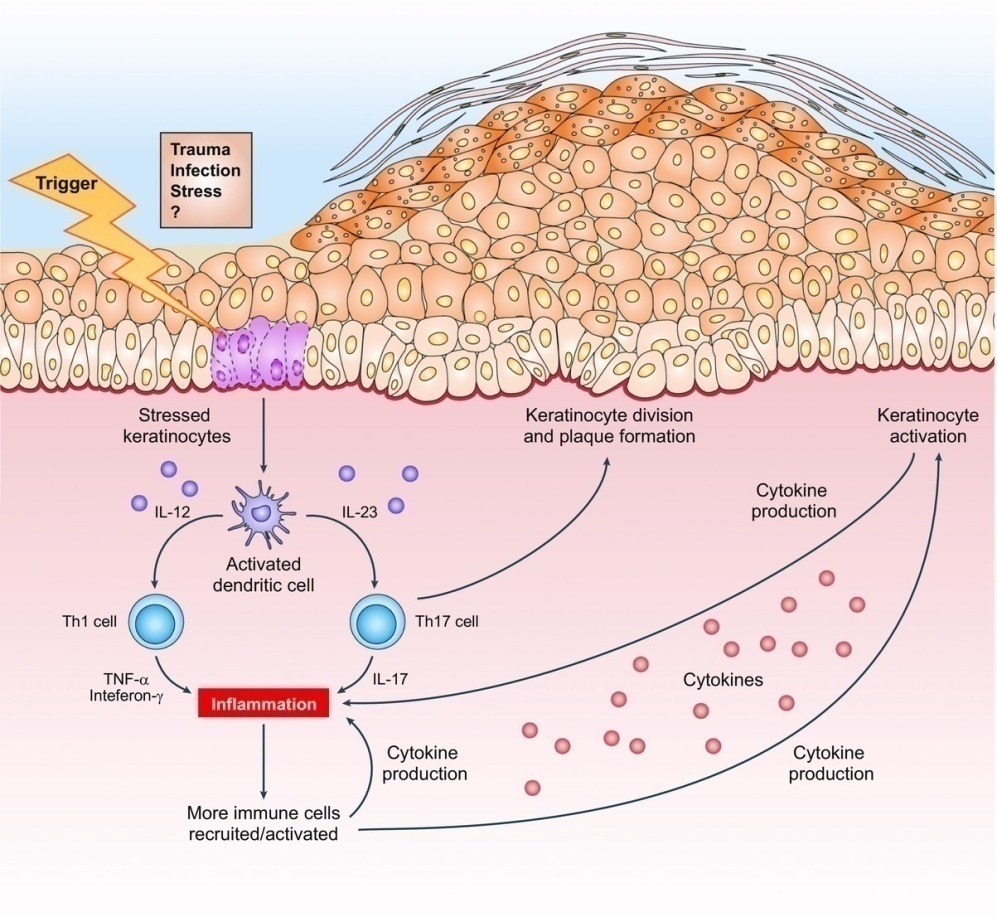 Trigger
Trauma
Infection
Stress
?
Stressed
keratinocytes
Keratinocyte division
and plaque formation
Keratinocyte
activation
IL-12
IL-23
Cytokine
production
Activated
dendritic cell
Th1 cell
Th17 cell
TNF-α
Inteferon-γ
IL-17
Cytokines
Inflammation
Cytokine
production
Cytokine
production
More immune cells
recruited/activated